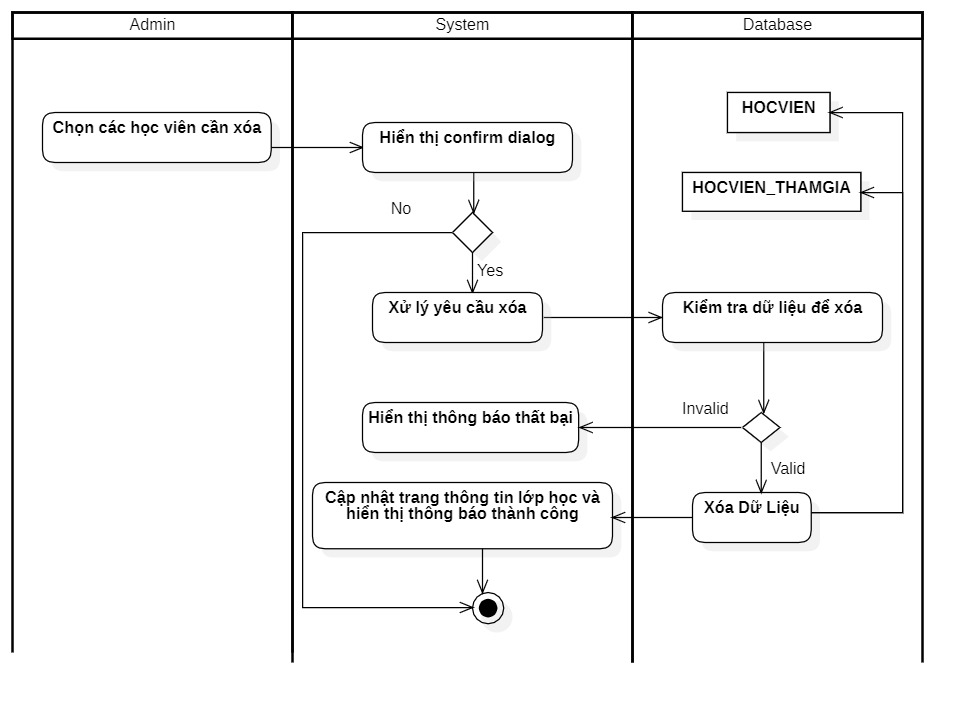 Admin
System
Database
Chọn các học viên cần xóa
Hiển thị confirm dialog
HOCVIEN
HOCVIEN_THAMGIA
No
Yes
Xử lý yêu cầu xóa
Kiểm tra dữ liệu để xóa
Hiển thị thông báo thất bại
Invalid
Valid
Cập nhật trang thông tin lớp học và
hiển thị thông báo thành công
Xóa Dữ Liệu